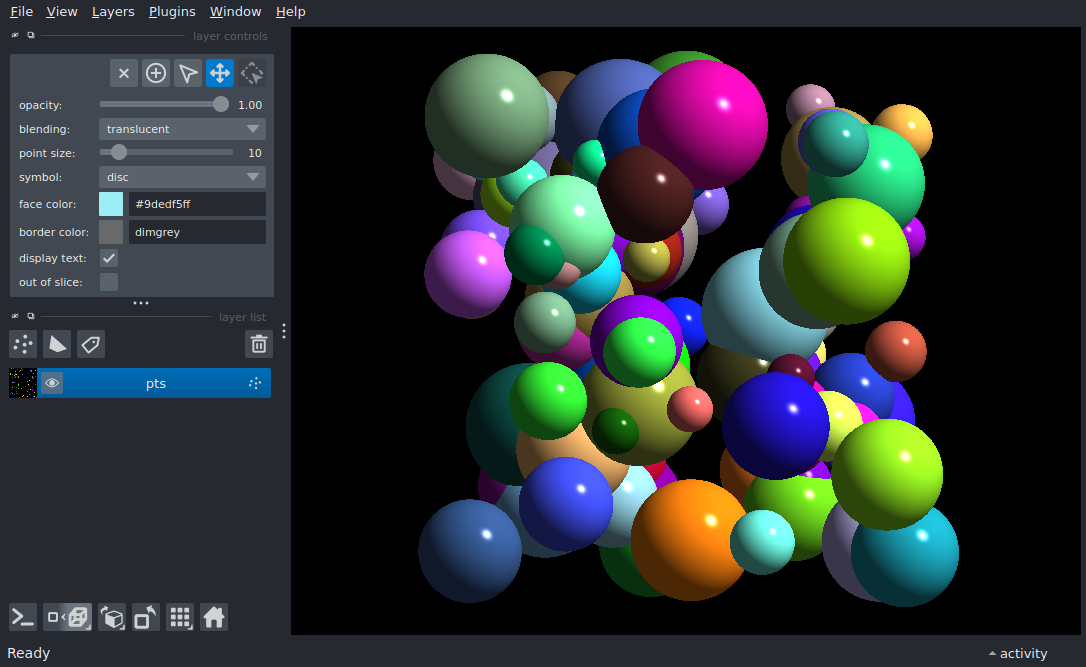 File View Layers Plugins Window Help
layer controls
opacity: 1.00
blending: translucent
point size: 10
symbol: disc
face color: #9dedf5ff
border color: dimgrey
display text:
out of slice:
layer list
pts
Ready
activity